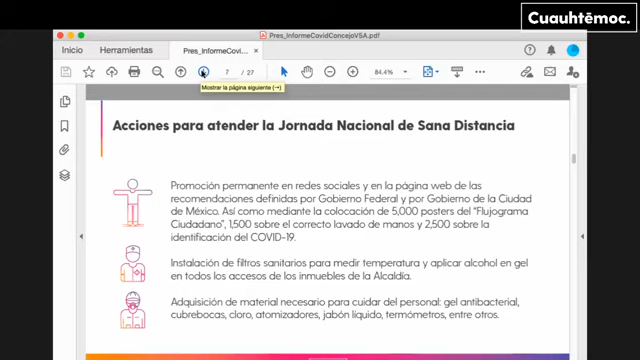 Cuauhtēmoc.
Pres_InformeCovidConcejoVSA.pdf
Inicio Herramientas Pres_InformeCovi... ×
7 / 27 84.4%
Mostrar la página siguiente (→)
Acciones para atender la Jornada Nacional de Sana Distancia
Promoción permanente en redes sociales y en la página web de las
recomendaciones definidas por Gobierno Federal y por Gobierno de la Ciudad
de México. Así como mediante la colocación de 5,000 posters del "Flujograma
Ciudadano", 1,500 sobre el correcto lavado de manos y 2,500 sobre la
identificación del COVID-19.
Instalación de filtros sanitarios para medir temperatura y aplicar alcohol en gel
en todos los accesos de los inmuebles de la Alcaldía.
Adquisición de material necesario para cuidar del personal: gel antibacterial,
cubrebocas, cloro, atomizadores, jabón líquido, termómetros, entre otros.